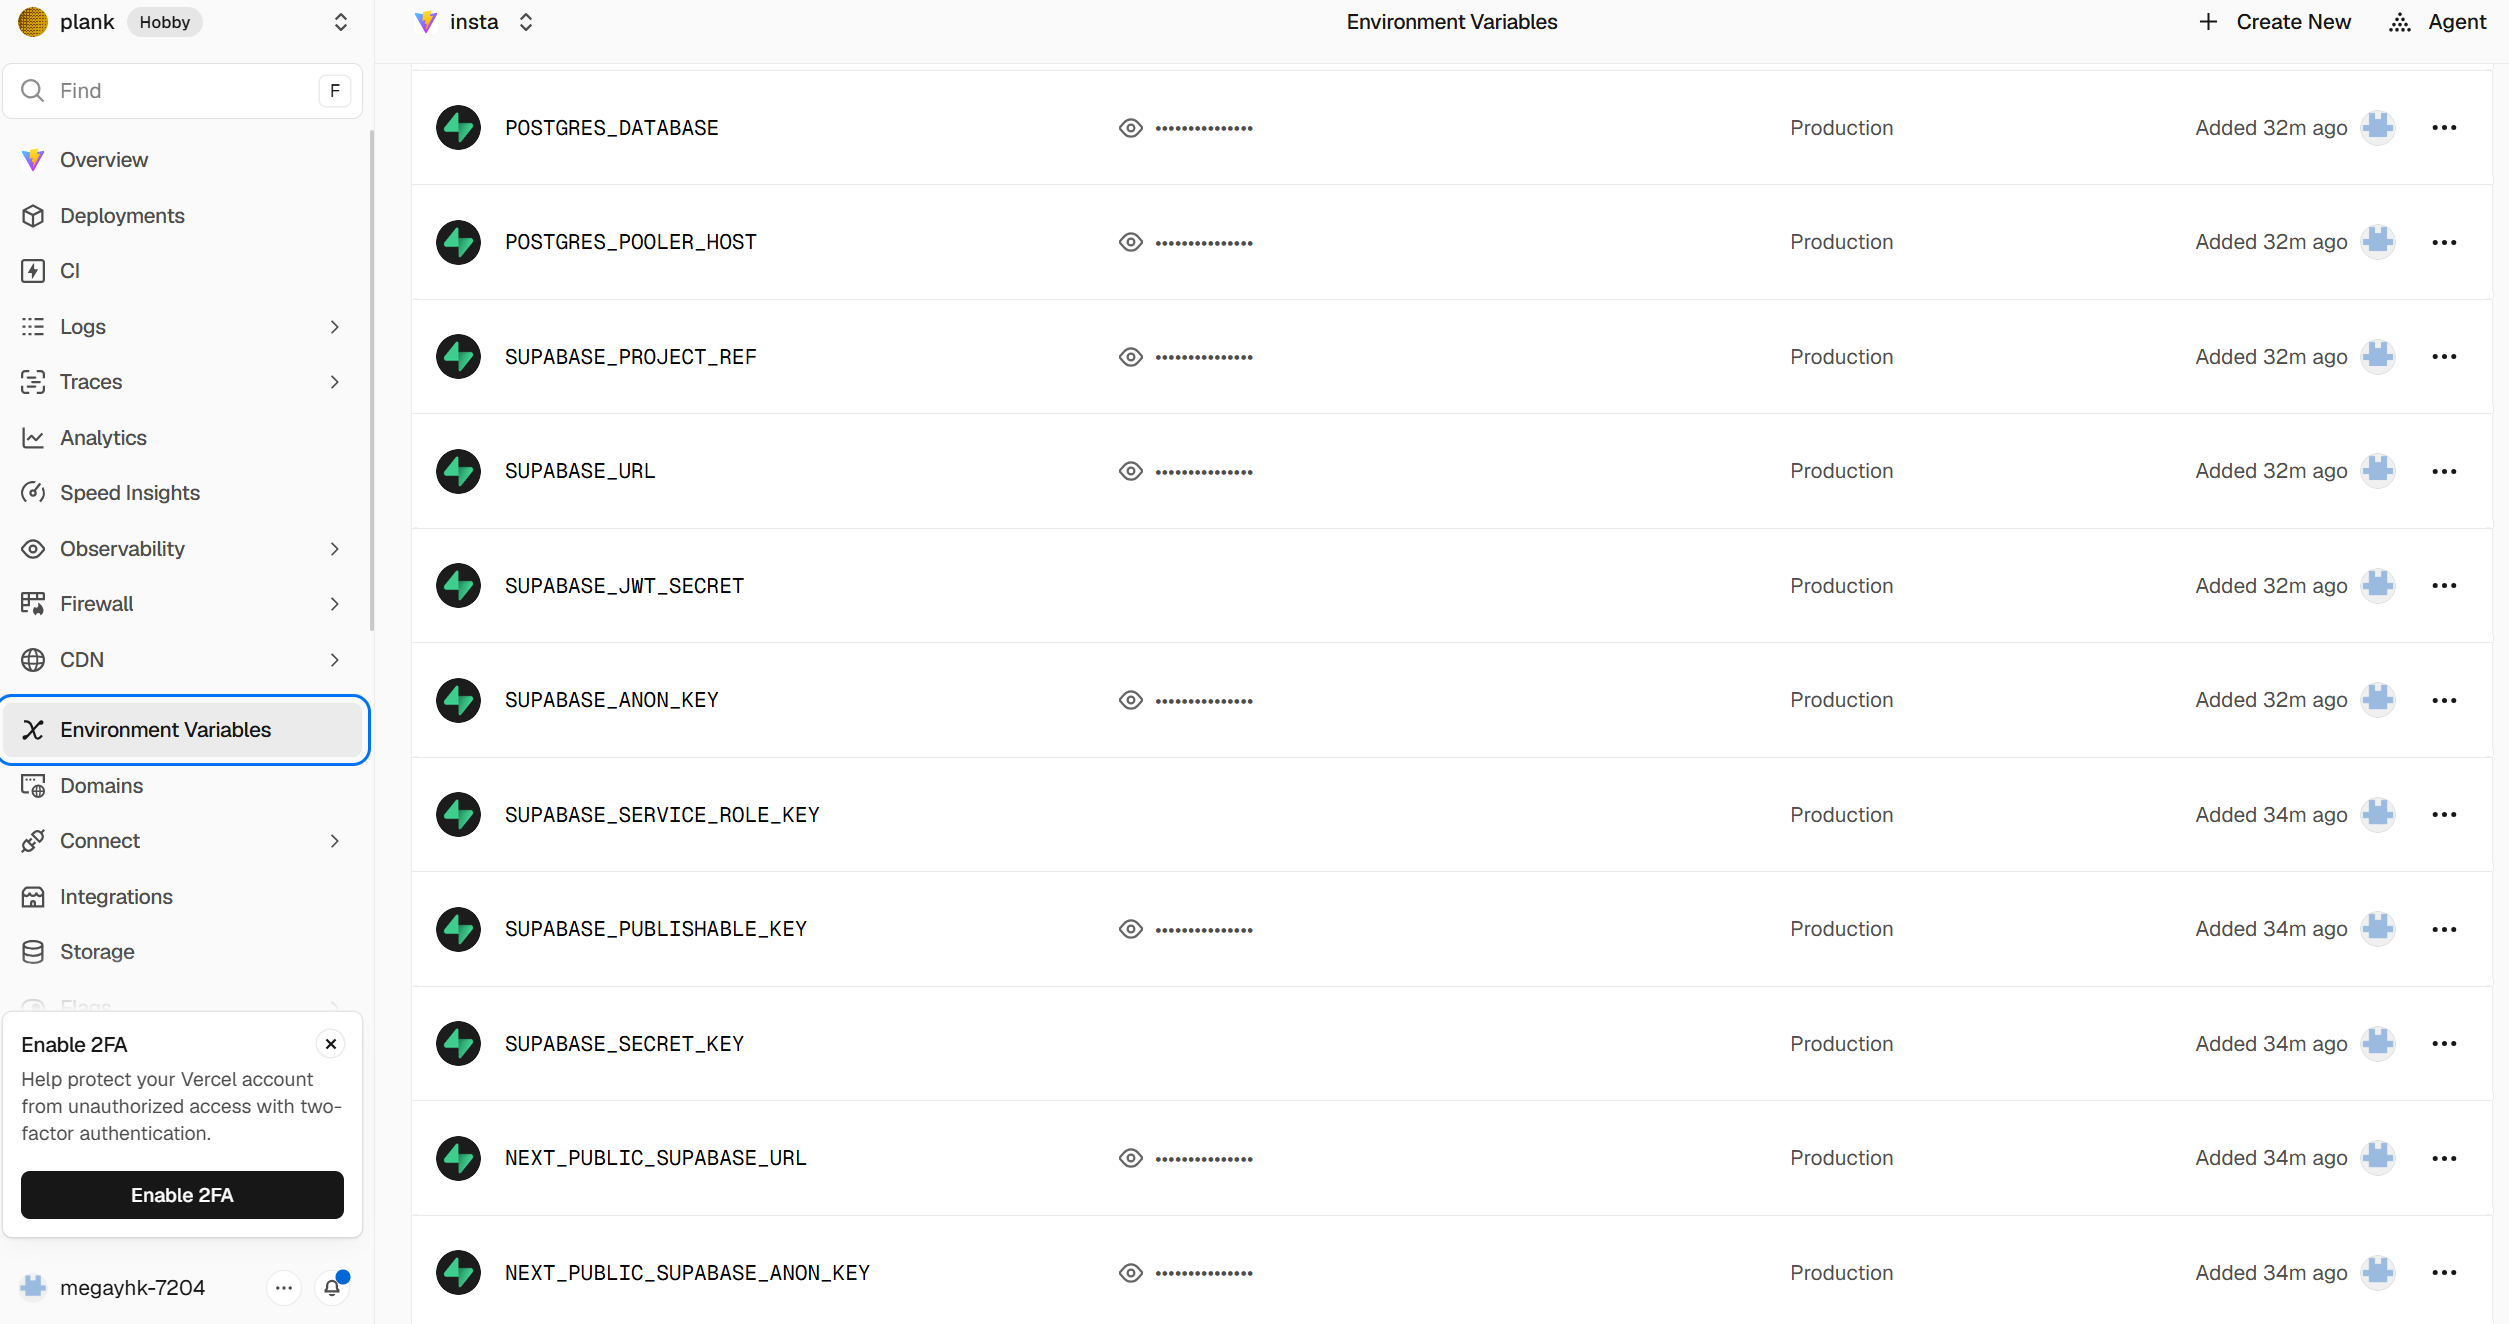 plank Hobby
insta
Environment Variables
Create New
Agent
Find F
Overview
Deployments
CI
Logs
Traces
Analytics
Speed Insights
Observability
Firewall
CDN
Environment Variables
Domains
Connect
Integrations
Storage
Flags
Enable 2FA
Help protect your Vercel account
from unauthorized access with two-
factor authentication.
Enable 2FA
megayhk-7204
POSTGRES_DATABASE •••••••••••••• Production Added 32m ago
POSTGRES_POOLER_HOST •••••••••••••• Production Added 32m ago
SUPABASE_PROJECT_REF •••••••••••••• Production Added 32m ago
SUPABASE_URL •••••••••••••• Production Added 32m ago
SUPABASE_JWT_SECRET Production Added 32m ago
SUPABASE_ANON_KEY •••••••••••••• Production Added 32m ago
SUPABASE_SERVICE_ROLE_KEY Production Added 34m ago
SUPABASE_PUBLISHABLE_KEY •••••••••••••• Production Added 34m ago
SUPABASE_SECRET_KEY Production Added 34m ago
NEXT_PUBLIC_SUPABASE_URL •••••••••••••• Production Added 34m ago
NEXT_PUBLIC_SUPABASE_ANON_KEY •••••••••••••• Production Added 34m ago